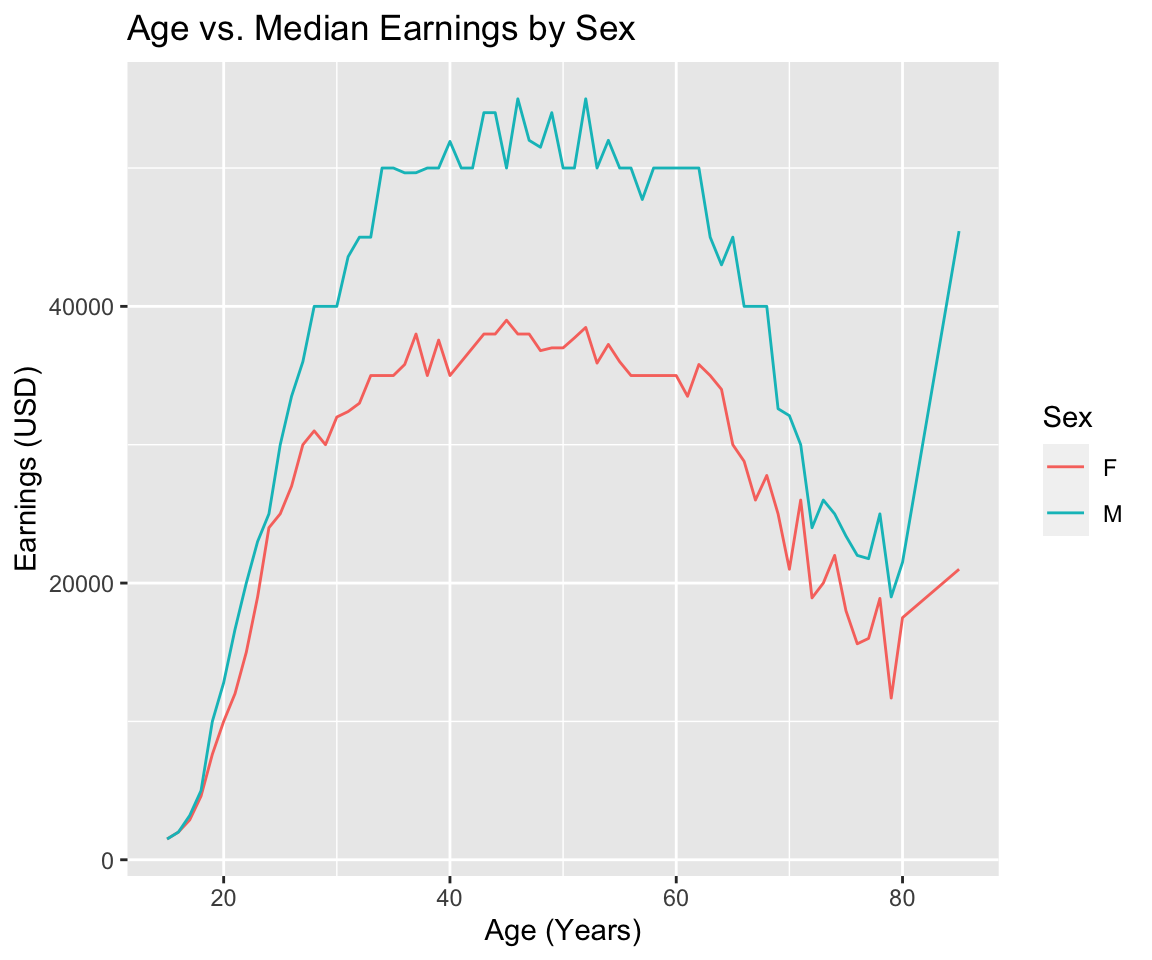 Age vs. Median Earnings by Sex
Earnings (USD)
40000
20000
0
20 40 60 80
Age (Years)
Sex
F
M